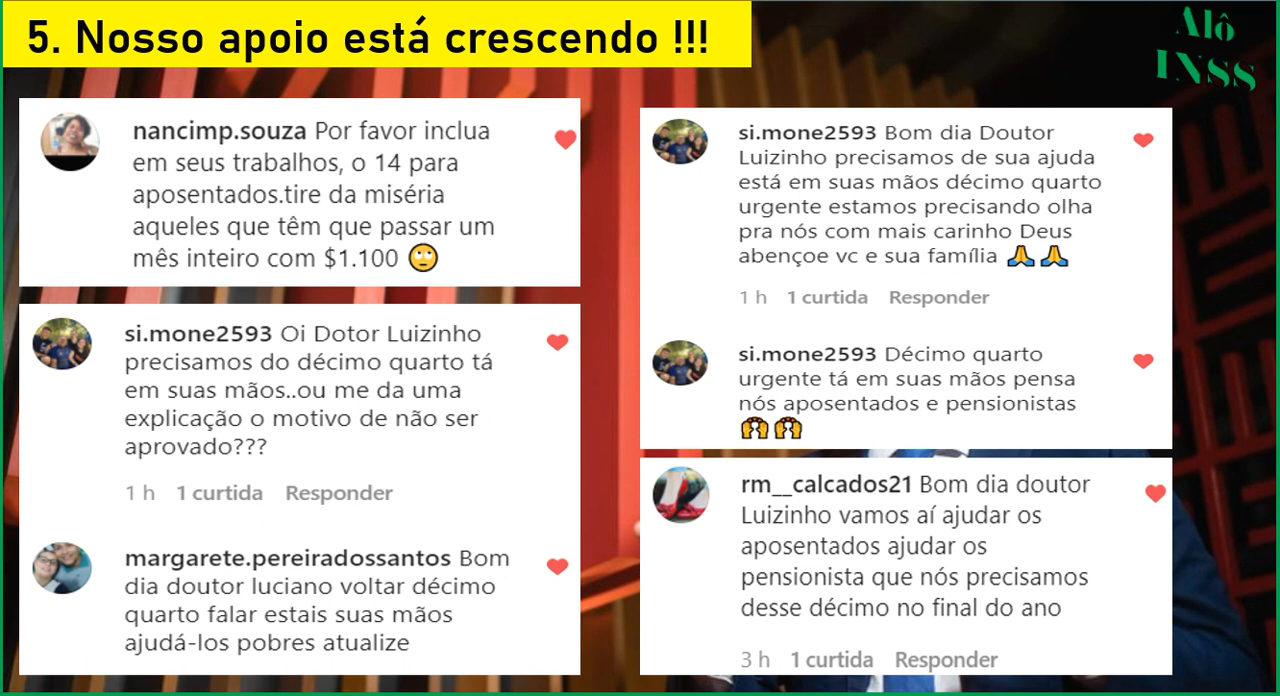 5. Nosso apoio está crescendo !!!
Alô
INSS
nancimp.souza Por favor inclua
em seus trabalhos, o 14 para
aposentados.tire da miséria
aqueles que têm que passar um
mês inteiro com $1.100 🙄
si.mone2593 Oi Dotor Luizinho
precisamos do décimo quarto tá
em suas mãos..ou me da uma
explicação o motivo de não ser
aprovado???
1 h 1 curtida Responder
margarete.pereiradossantos Bom
dia doutor luciano voltar décimo
quarto falar estais suas mãos
ajudá-los pobres atualize
si.mone2593 Bom dia Doutor
Luizinho precisamos de sua ajuda
está em suas mãos décimo quarto
urgente estamos precisando olha
pra nós com mais carinho Deus
abençoe vc e sua família 🙏🙏
1 h 1 curtida Responder
si.mone2593 Décimo quarto
urgente tá em suas mãos pensa
nós aposentados e pensionistas
🙌🙌
rm__calcados21 Bom dia doutor
Luizinho vamos aí ajudar os
aposentados ajudar os
pensionista que nós precisamos
desse décimo no final do ano
3 h 1 curtida Responder